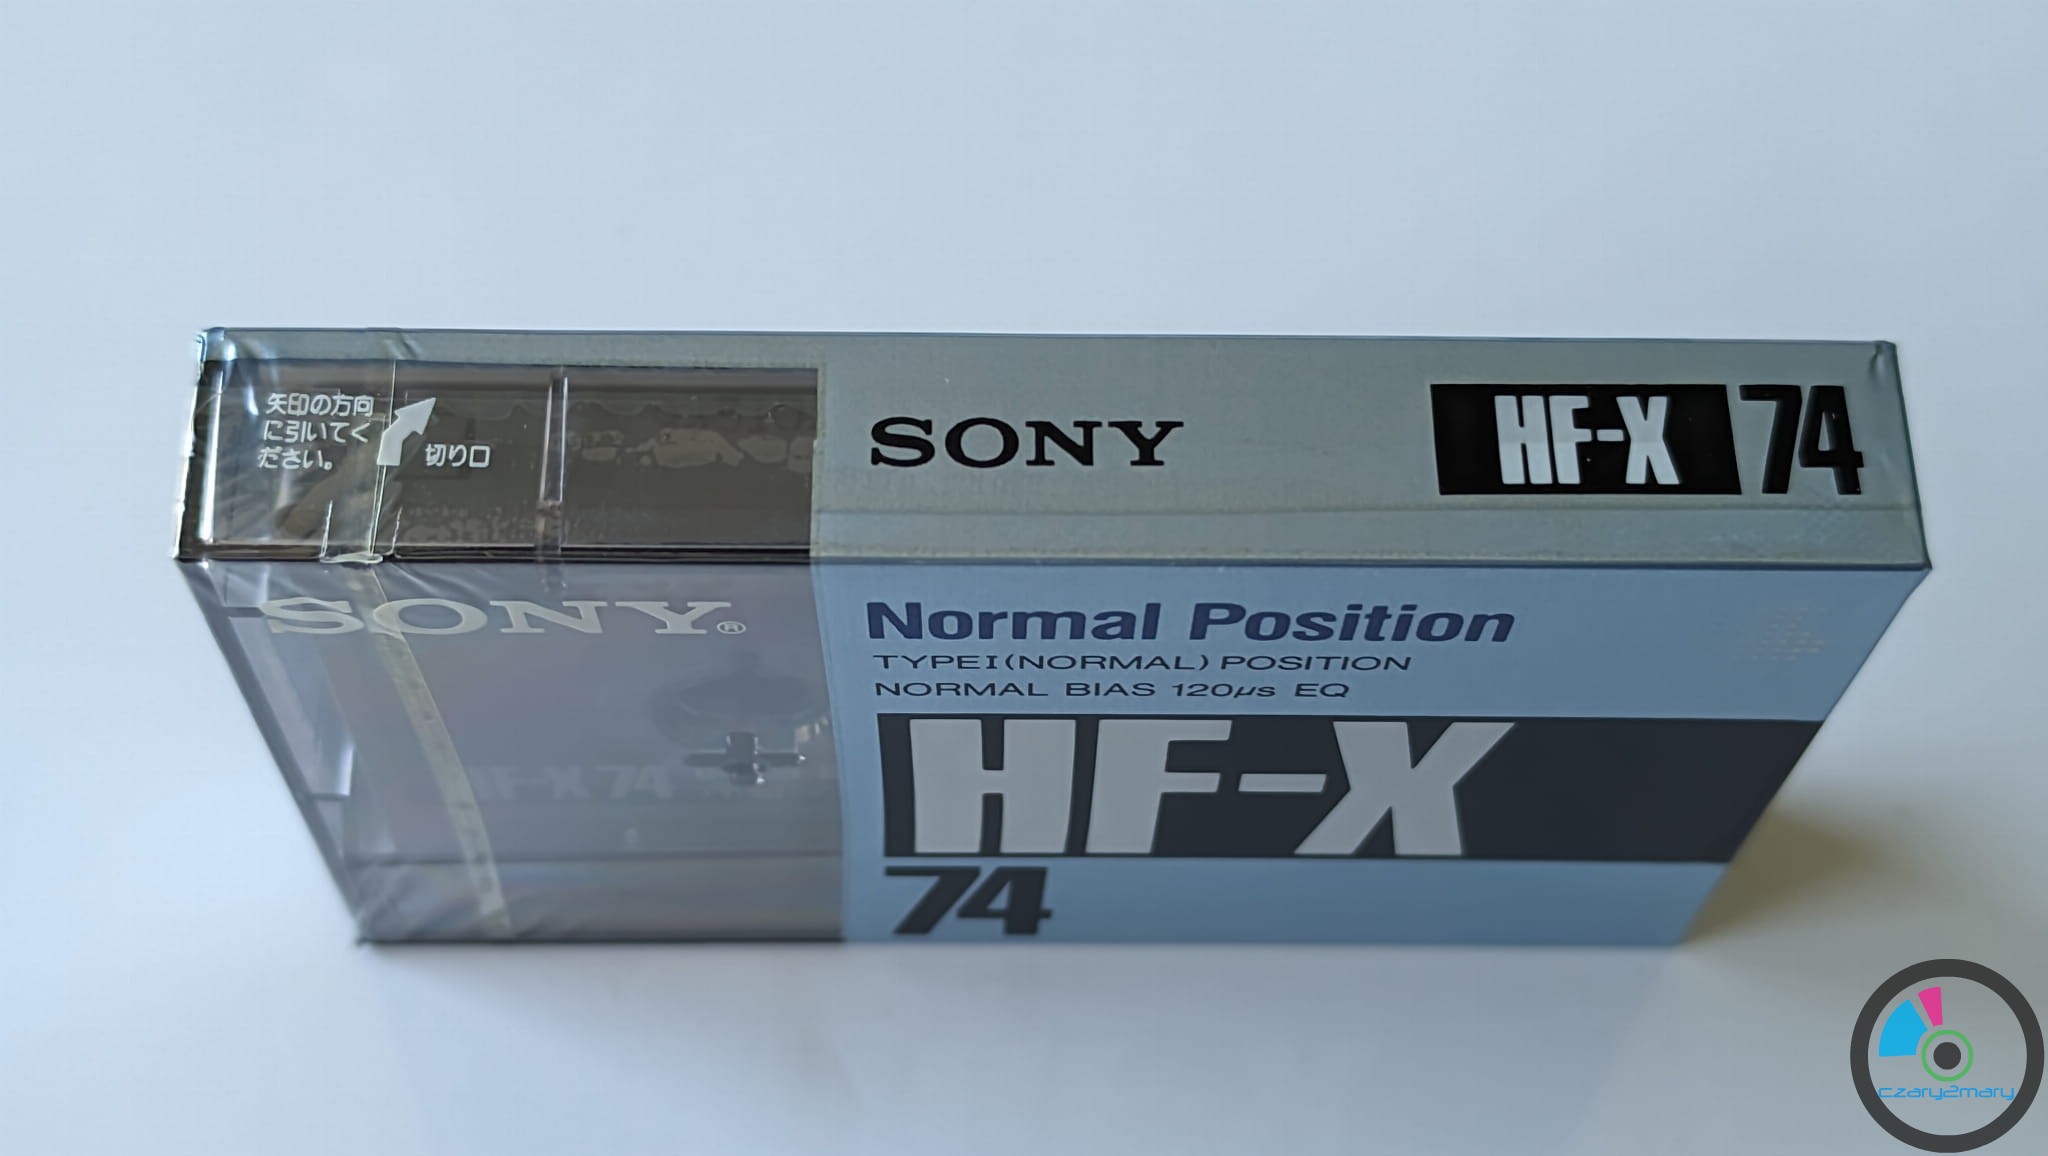 矢印の方向
に引いてく
ださい。
切り口
SONY
HF-X 74
SONY®
Normal Position
TYPE I (NORMAL) POSITION
NORMAL BIAS 120μs EQ
HF-X
74
HF-X 74
czary2mary